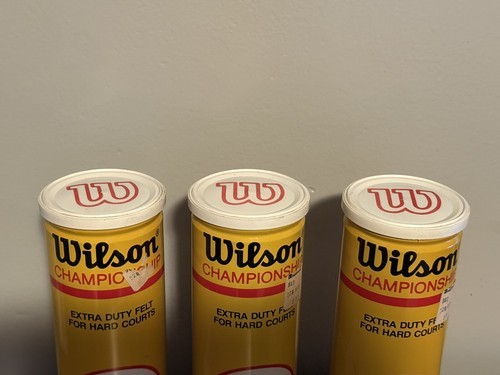 W
Wilson®
CHAMPIONSHIP
EXTRA DUTY FELT
FOR HARD COURTS
W
Wilson
CHAMPIONSHIP
EXTRA DUTY
FOR HARD COURTS
W
Wilson
CHAMPIONSHIP
EXTRA DUTY
FOR HARD COURTS